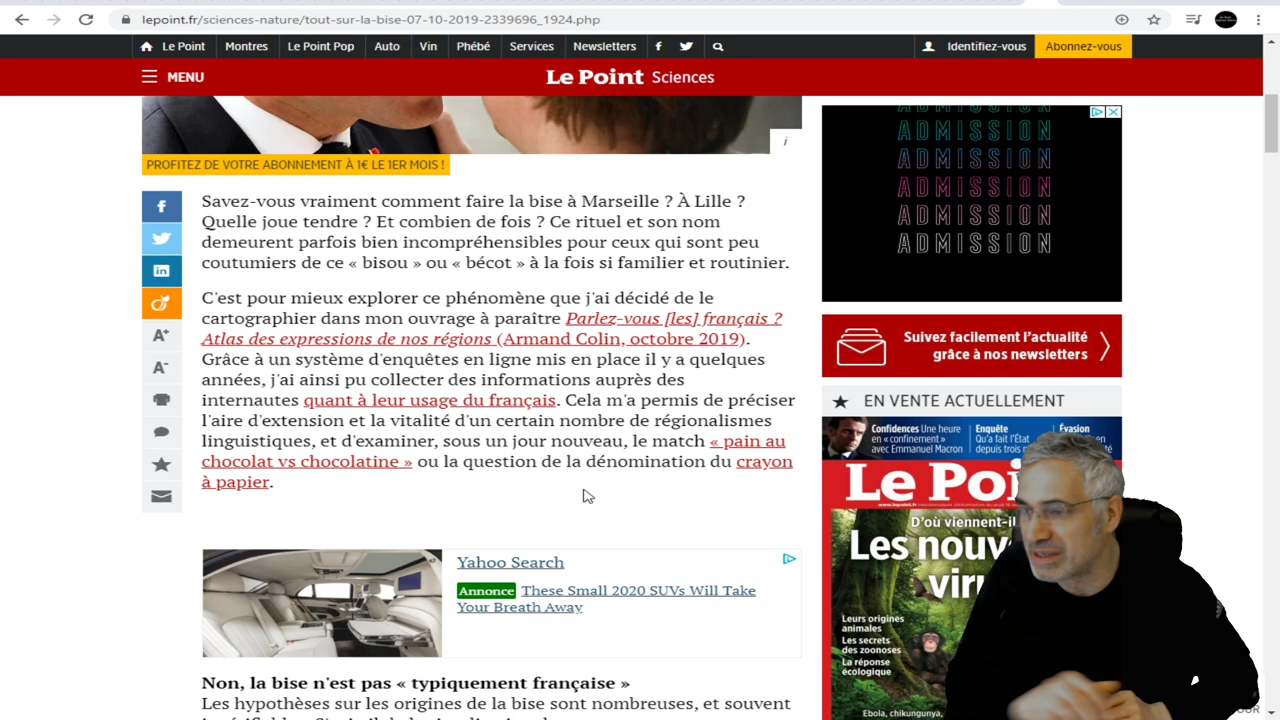 lepoint.fr/sciences-nature/tout-sur-la-bise-07-10-2019-2339696_1924.php
Le Point Montres Le Point Pop Auto Vin Phébé Services Newsletters Identifiez-vous Abonnez-vous
MENU
Le Point Sciences
PROFITEZ DE VOTRE ABONNEMENT À 1€ LE 1ER MOIS !
Savez-vous vraiment comment faire la bise à Marseille ? À Lille ?
Quelle joue tendre ? Et combien de fois ? Ce rituel et son nom
demeurent parfois bien incompréhensibles pour ceux qui sont peu
coutumiers de ce « bisou » ou « bécot » à la fois si familier et routinier.
C'est pour mieux explorer ce phénomène que j'ai décidé de le
cartographier dans mon ouvrage à paraître Parlez-vous [les] français ?
Atlas des expressions de nos régions (Armand Colin, octobre 2019).
Grâce à un système d'enquêtes en ligne mis en place il y a quelques
années, j'ai ainsi pu collecter des informations auprès des
internautes quant à leur usage du français. Cela m'a permis de préciser
l'aire d'extension et la vitalité d'un certain nombre de régionalismes
linguistiques, et d'examiner, sous un jour nouveau, le match « pain au
chocolat vs chocolatine » ou la question de la dénomination du crayon
à papier.
A+
A-
Yahoo Search
Annonce These Small 2020 SUVs Will Take
Your Breath Away
Non, la bise n'est pas « typiquement française »
Les hypothèses sur les origines de la bise sont nombreuses, et souvent
ADMISSION
ADMISSION
ADMISSION
ADMISSION
ADMISSION
ADMISSION
Suivez facilement l'actualité
grâce à nos newsletters
EN VENTE ACTUELLEMENT
Confidences Une heure
en « confinement »
avec Emmanuel Macron
Enquête
Qu'a fait l'État
depuis trois
Évasion
Le Poin
D'où viennent-il
Les nouv
viru
Leurs origines
animales
Les secrets
des zoonoses
La réponse
écologique
Ebola, chikungunya,